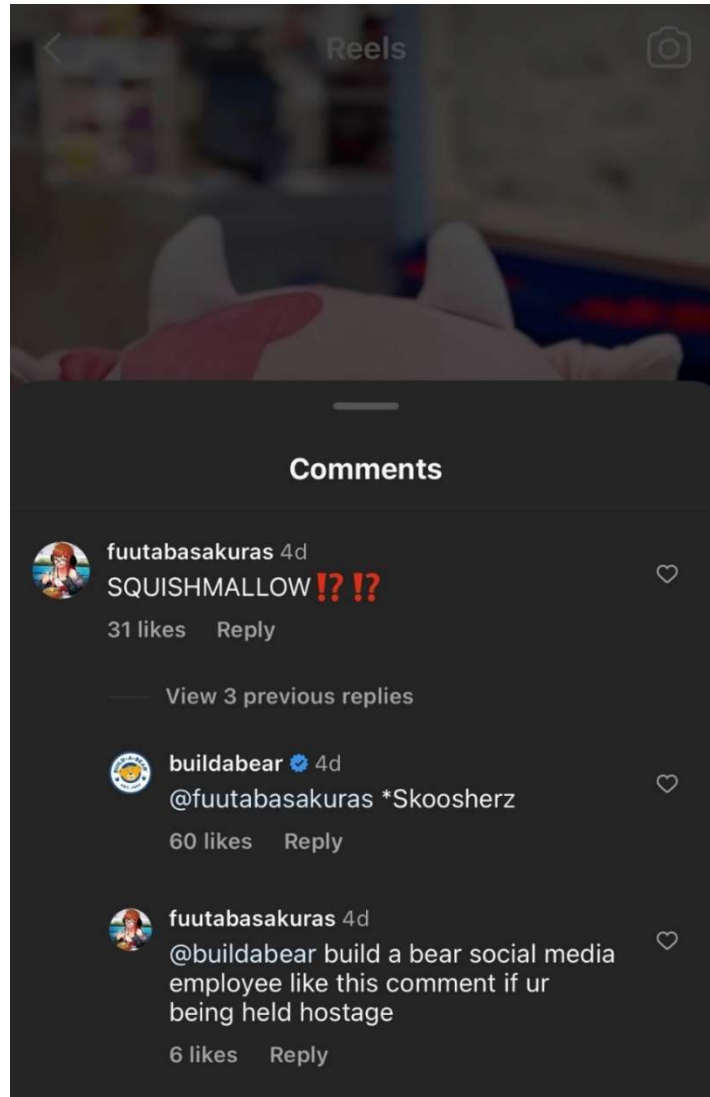 Reels
Comments
fuutabasakuras 4d
SQUISHMALLOW⁉️⁉️
31 likes Reply
View 3 previous replies
buildabear 4d
@fuutabasakuras *Skoosherz
60 likes Reply
fuutabasakuras 4d
@buildabear build a bear social media
employee like this comment if ur
being held hostage
6 likes Reply